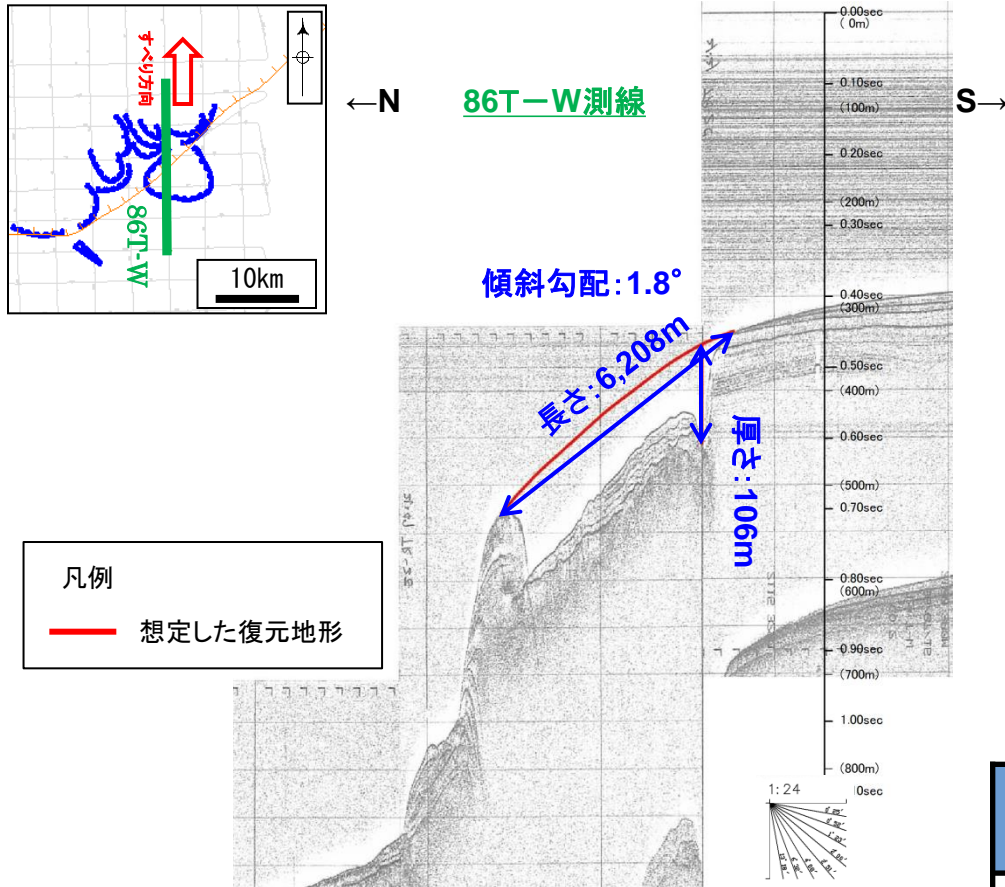 すべり方向
86T-W
10km
←N
86T－W測線
S→
傾斜勾配：1.8°
長さ：6,208m
厚さ：106m
凡例
想定した復元地形
0.00sec
( 0m)
0.10sec
(100m)
0.20sec
(200m)
0.30sec
0.40sec
(300m)
0.50sec
(400m)
0.60sec
(500m)
0.70sec
0.80sec
(600m)
0.90sec
(700m)
1.00sec
(800m)
0sec
1:24